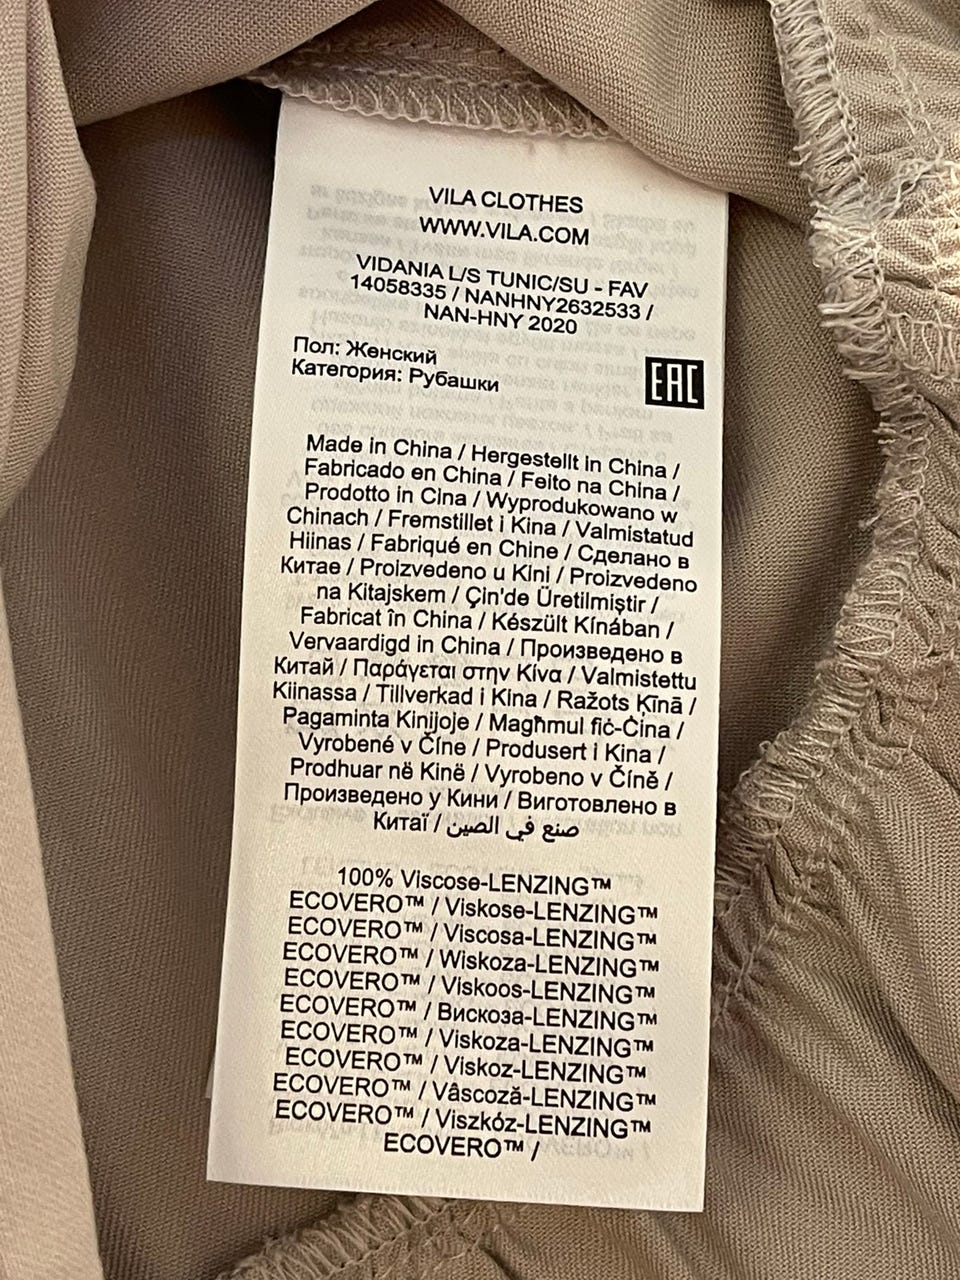 VILA CLOTHES
WWW.VILA.COM
VIDANIA L/S TUNIC/SU - FAV
14058335 / NANHNY2632533 /
NAN-HNY 2020
Пол: Женский
Категория: Рубашки
EAC
Made in China / Hergestellt in China /
Fabricado en China / Feito na China /
Prodotto in Cina / Wyprodukowano w
Chinach / Fremstillet i Kina / Valmistatud
Hiinas / Fabriqué en Chine / Сделано в
Китае / Proizvedeno u Kini / Proizvedeno
na Kitajskem / Çin'de Üretilmiştir /
Fabricat în China / Készült Kínában /
Vervaardigd in China / Произведено в
Китай / Παράγεται στην Κίνα / Valmistettu
Kiinassa / Tillverkad i Kina / Ražots Ķīnā /
Pagaminta Kinijoje / Magħmul fiċ-Ċina /
Vyrobené v Číne / Produsert i Kina /
Prodhuar në Kinë / Vyrobeno v Číně /
Произведено у Кини / Виготовлено в
Китаї / صنع في الصين
100% Viscose-LENZING™
ECOVERO™ / Viskose-LENZING™
ECOVERO™ / Viscosa-LENZING™
ECOVERO™ / Wiskoza-LENZING™
ECOVERO™ / Viskoos-LENZING™
ECOVERO™ / Вискоза-LENZING™
ECOVERO™ / Viskoza-LENZING™
ECOVERO™ / Viskoz-LENZING™
ECOVERO™ / Vâscoză-LENZING™
ECOVERO™ / Viszkóz-LENZING™
ECOVERO™ /